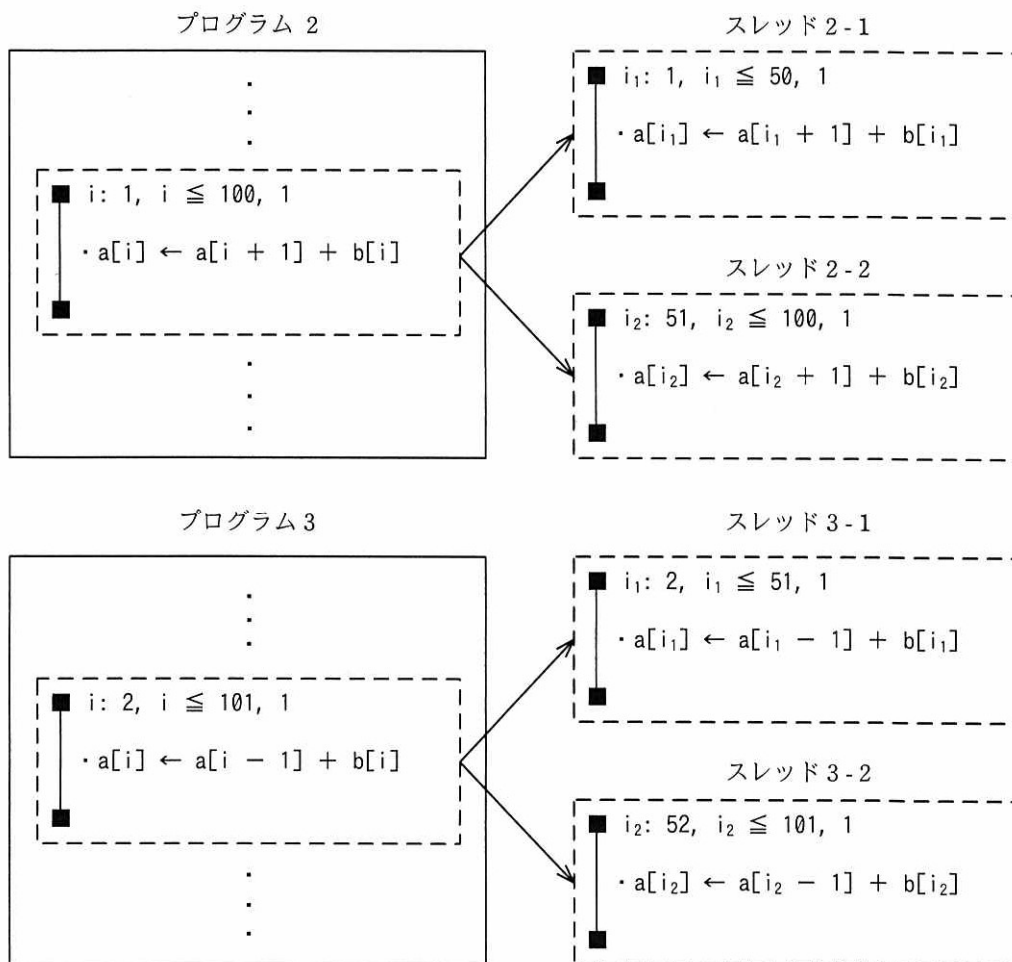 プログラム 2
i: 1, i ≦ 100, 1
・a[i] ← a[i + 1] + b[i]
スレッド2-1
i₁: 1, i₁ ≦ 50, 1
・a[i₁] ← a[i₁ + 1] + b[i₁]
スレッド2-2
i₂: 51, i₂ ≦ 100, 1
・a[i₂] ← a[i₂ + 1] + b[i₂]
プログラム3
i: 2, i ≦ 101, 1
・a[i] ← a[i − 1] + b[i]
スレッド3-1
i₁: 2, i₁ ≦ 51, 1
・a[i₁] ← a[i₁ − 1] + b[i₁]
スレッド3-2
i₂: 52, i₂ ≦ 101, 1
・a[i₂] ← a[i₂ − 1] + b[i₂]